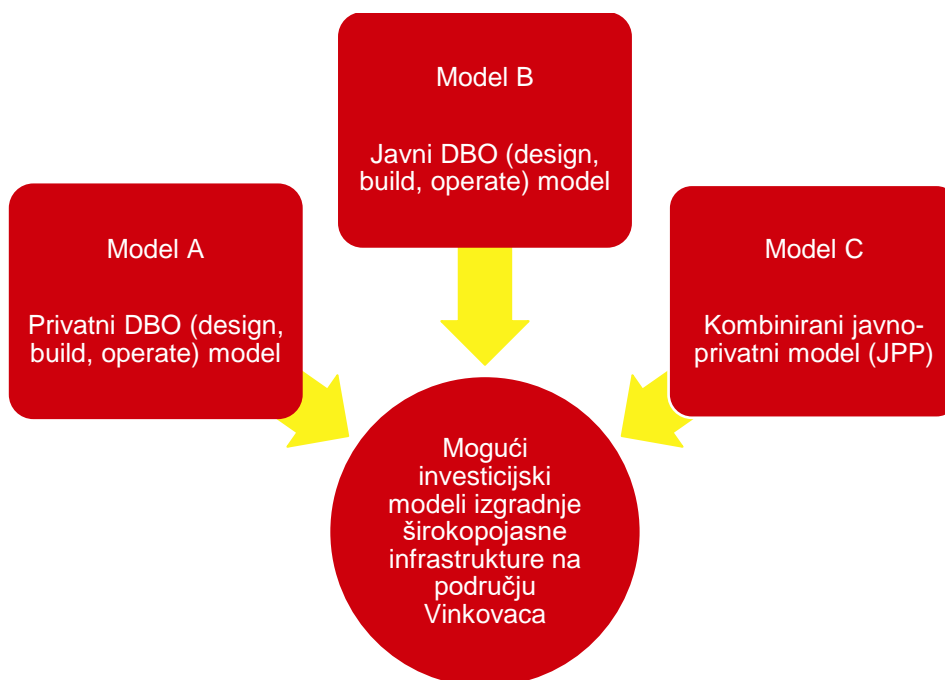 Model A
Privatni DBO (design,
build, operate) model
Model B
Javni DBO (design,
build, operate) model
Model C
Kombinirani javno-
privatni model (JPP)
Mogući
investicijski
modeli izgradnje
širokopojasne
infrastrukture na
području
Vinkovaca